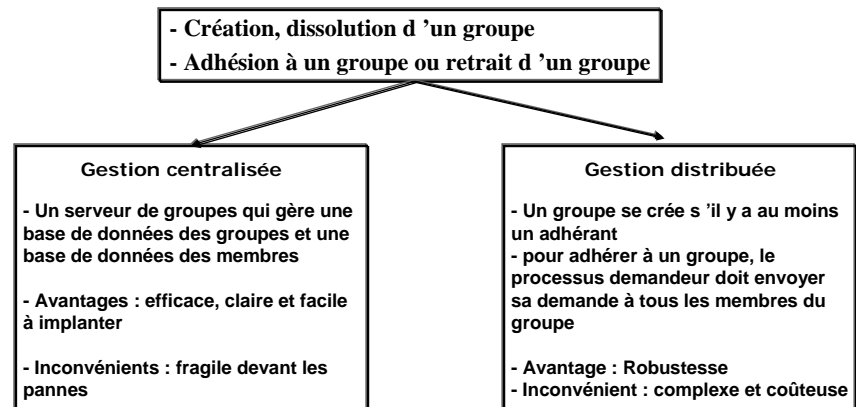 - Création, dissolution d ’un groupe
- Adhésion à un groupe ou retrait d ’un groupe
Gestion centralisée
- Un serveur de groupes qui gère une
base de données des groupes et une
base de données des membres
- Avantages : efficace, claire et facile
à implanter
- Inconvénients : fragile devant les
pannes
Gestion distribuée
- Un groupe se crée s ’il y a au moins
un adhérant
- pour adhérer à un groupe, le
processus demandeur doit envoyer
sa demande à tous les membres du
groupe
- Avantage : Robustesse
- Inconvénient : complexe et coûteuse